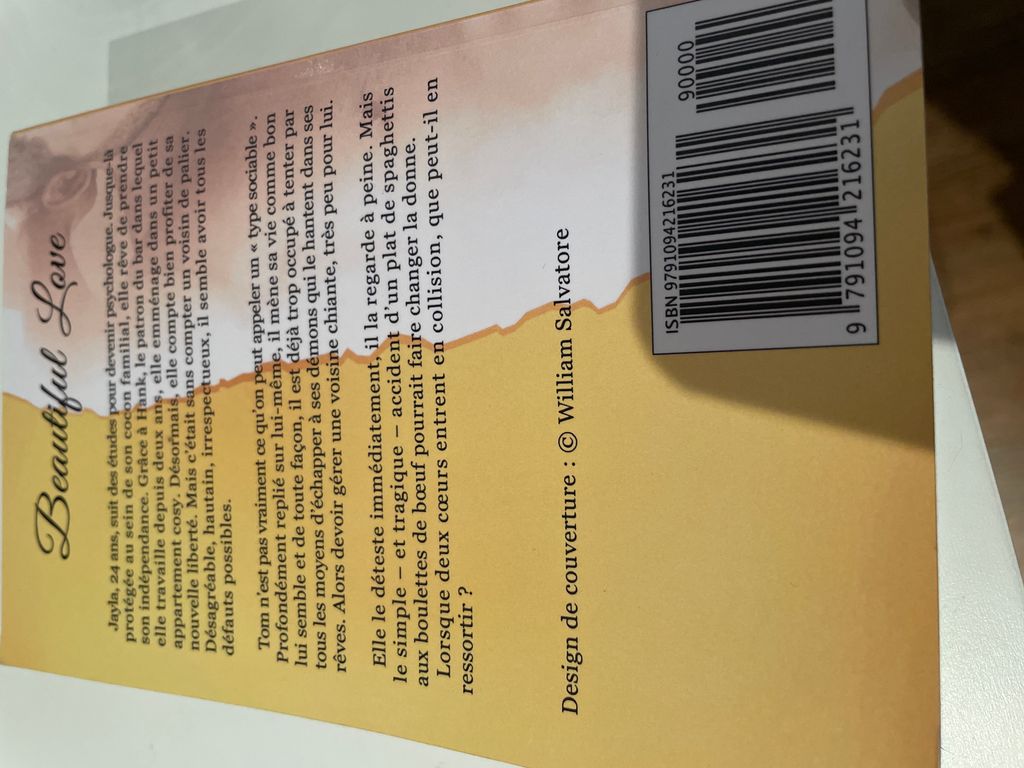 Beautiful Love
Jayla, 24 ans, suit des études pour devenir psychologue. Jusque-là
protégée au sein de son cocon familial, elle rêve de prendre
son indépendance. Grâce à Hank, le patron du bar dans lequel
elle travaille depuis deux ans, elle emménage dans un petit
appartement cosy. Désormais, elle compte bien profiter de sa
nouvelle liberté. Mais c'était sans compter un voisin de palier.
Désagréable, hautain, irrespectueux, il semble avoir tous les
défauts possibles.
Tom n'est pas vraiment ce qu'on peut appeler un « type sociable ».
Profondément replié sur lui-même, il mène sa vie comme bon
lui semble et de toute façon, il est déjà trop occupé à tenter par
tous les moyens d'échapper à ses démons qui le hantent dans ses
rêves. Alors devoir gérer une voisine chiante, très peu pour lui.
Elle le déteste immédiatement, il la regarde à peine. Mais
le simple – et tragique – accident d'un plat de spaghettis
aux boulettes de bœuf pourrait faire changer la donne.
Lorsque deux cœurs entrent en collision, que peut-il en
ressortir ?
Design de couverture : © William Salvatore
ISBN 9791094216231
90000
9 791094 216231